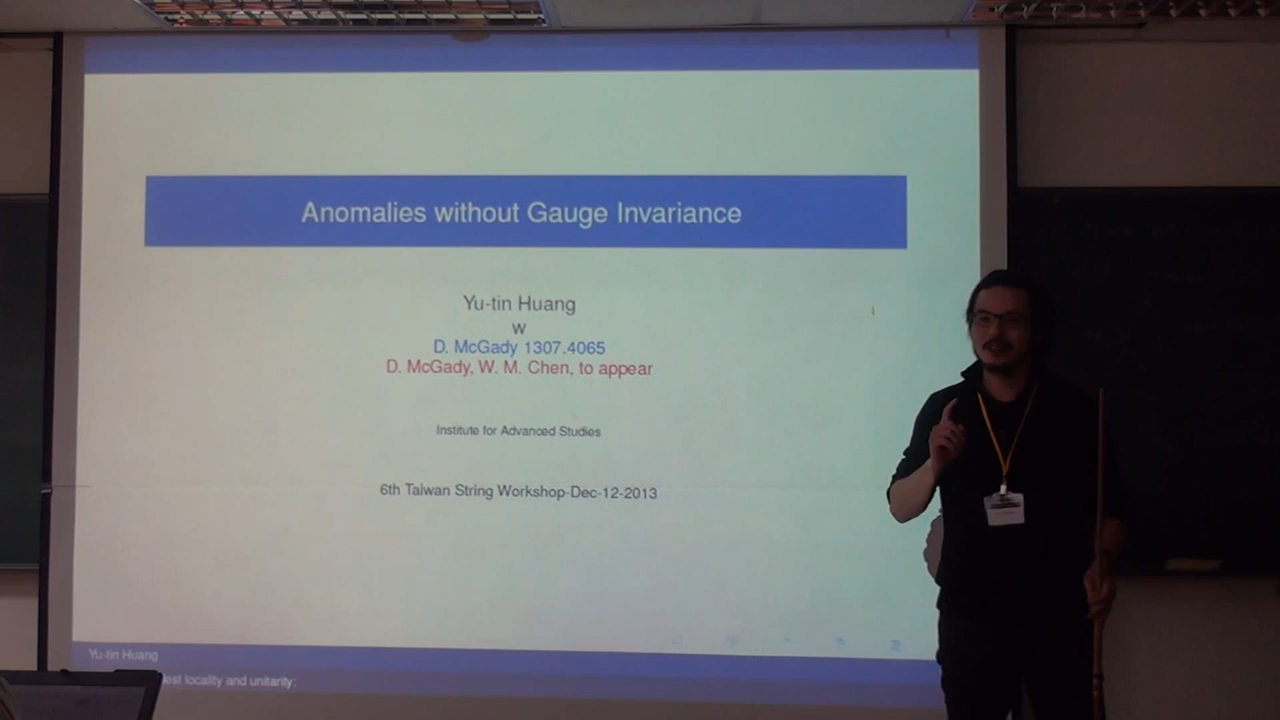 Anomalies without Gauge Invariance
Yu-tin Huang
w
D. McGady 1307.4065
D. McGady, W. M. Chen, to appear
Institute for Advanced Studies
6th Taiwan String Workshop-Dec-12-2013
Yu-tin Huang
locality and unitarity: